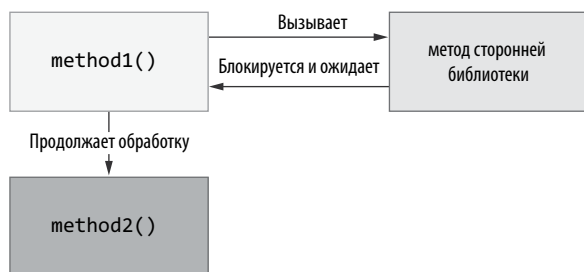 Вызывает
method1()
метод сторонней
библиотеки
Блокируется и ожидает
Продолжает обработку
method2()